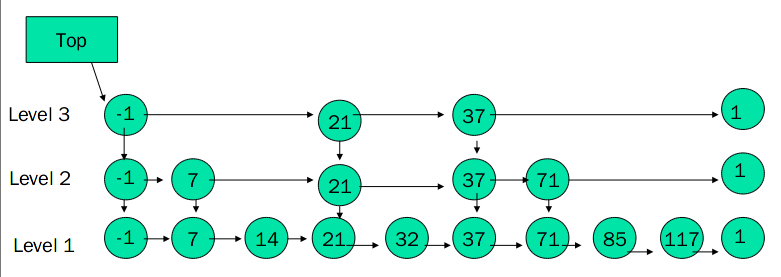 Top
Level 3 -1 21 37 1
Level 2 -1 7 21 37 71 1
Level 1 -1 7 14 21 32 37 71 85 117 1